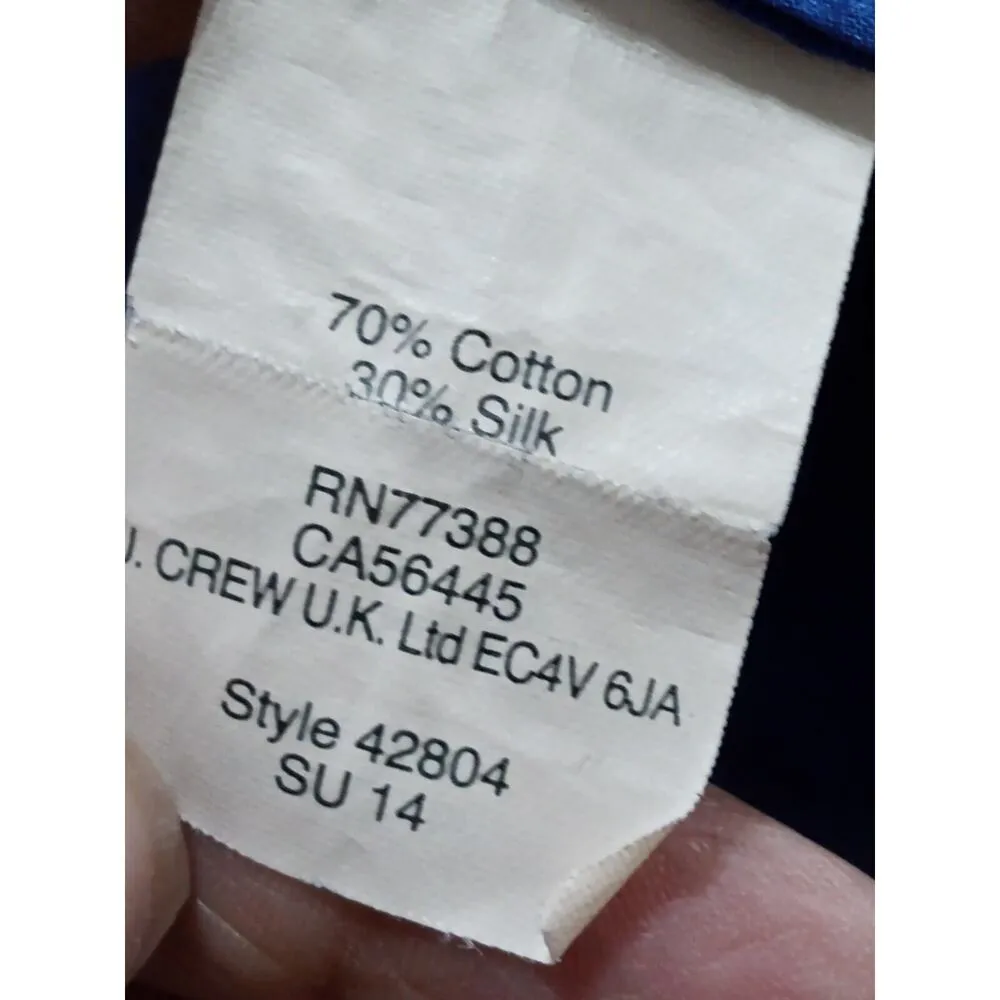 70% Cotton
30% Silk
RN77388
CA56445
J. CREW U.K. Ltd EC4V 6JA
Style 42804
SU 14